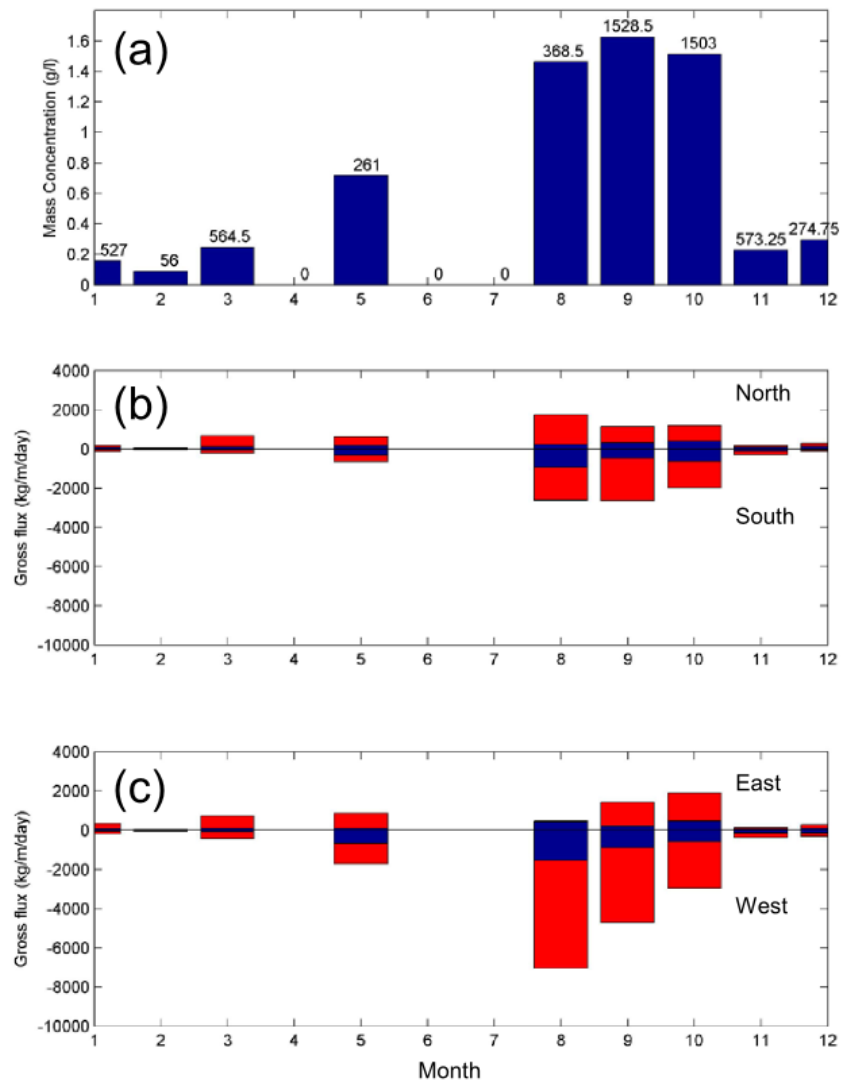 (a)
Mass Concentration (g/l)
1.6
1.4
1.2
1
0.8
0.6
0.4
0.2
0
527
56
564.5
0
261
0
0
368.5
1528.5
1503
573.25
274.75
1 2 3 4 5 6 7 8 9 10 11 12
(b)
Gross flux (kg/m/day)
4000
2000
0
-2000
-4000
-6000
-8000
-10000
North
South
1 2 3 4 5 6 7 8 9 10 11 12
(c)
Gross flux (kg/m/day)
4000
2000
0
-2000
-4000
-6000
-8000
-10000
East
West
1 2 3 4 5 6 7 8 9 10 11 12
Month